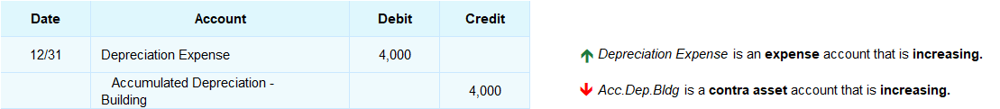 Date Account Debit Credit
12/31 Depreciation Expense 4,000
Depreciation Expense is an expense account that is increasing.
Accumulated Depreciation -
Building 4,000
Acc.Dep.Bldg is a contra asset account that is increasing.